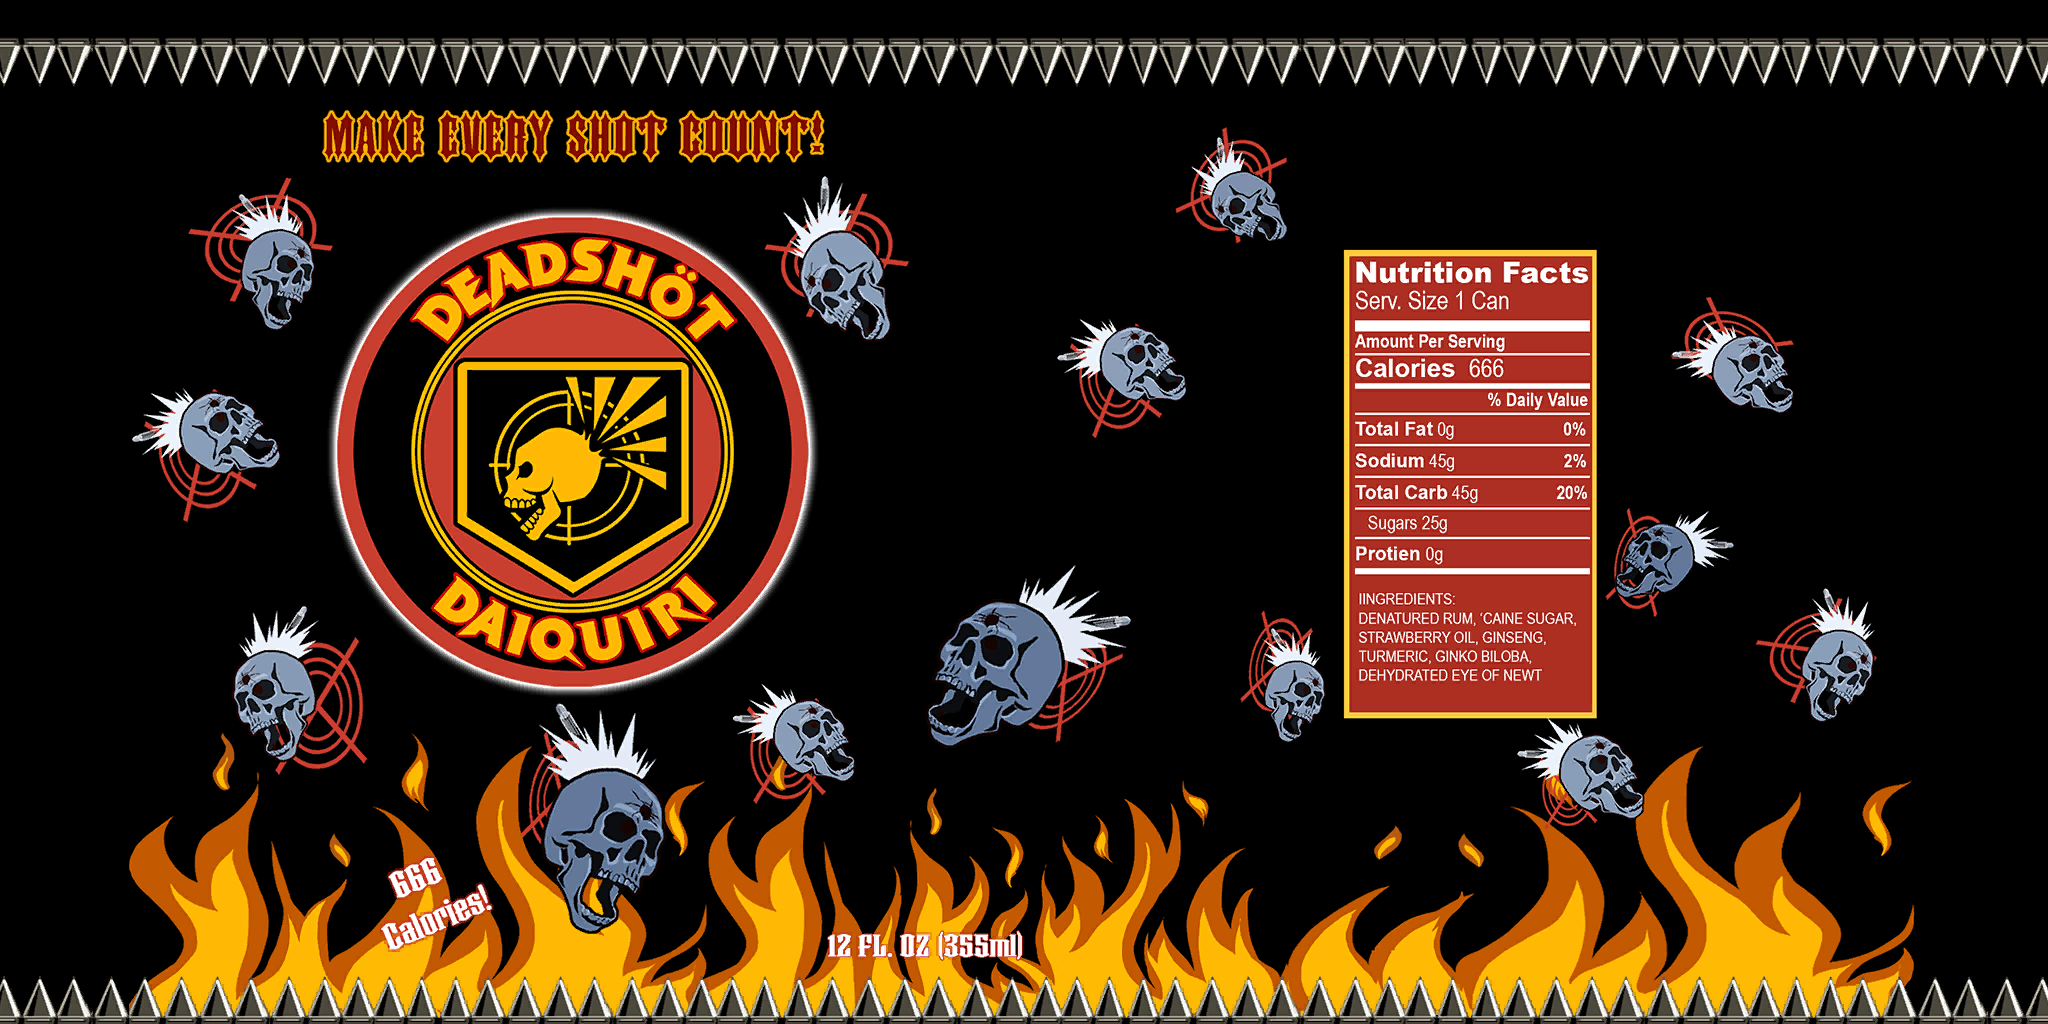 MAKE EVERY SHOT COUNT!
DEADSHÖT
DAIQUIRI
666
Calories!
12 FL. OZ (355ml)
Nutrition Facts
Serv. Size 1 Can
Amount Per Serving
Calories 666
% Daily Value
Total Fat 0g 0%
Sodium 45g 2%
Total Carb 45g 20%
Sugars 25g
Protien 0g
IINGREDIENTS:
DENATURED RUM, ‘CAINE SUGAR,
STRAWBERRY OIL, GINSENG,
TURMERIC, GINKO BILOBA,
DEHYDRATED EYE OF NEWT